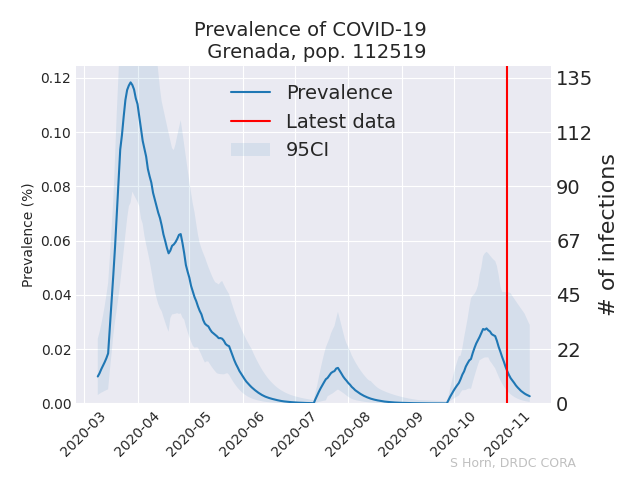 Prevalence of COVID-19
Grenada, pop. 112519
Prevalence
Latest data
95CI
Prevalence (%)
0.12
0.10
0.08
0.06
0.04
0.02
0.00
135
112
90
67
45
22
0
# of infections
2020-03
2020-04
2020-05
2020-06
2020-07
2020-08
2020-09
2020-10
2020-11
S Horn, DRDC CORA